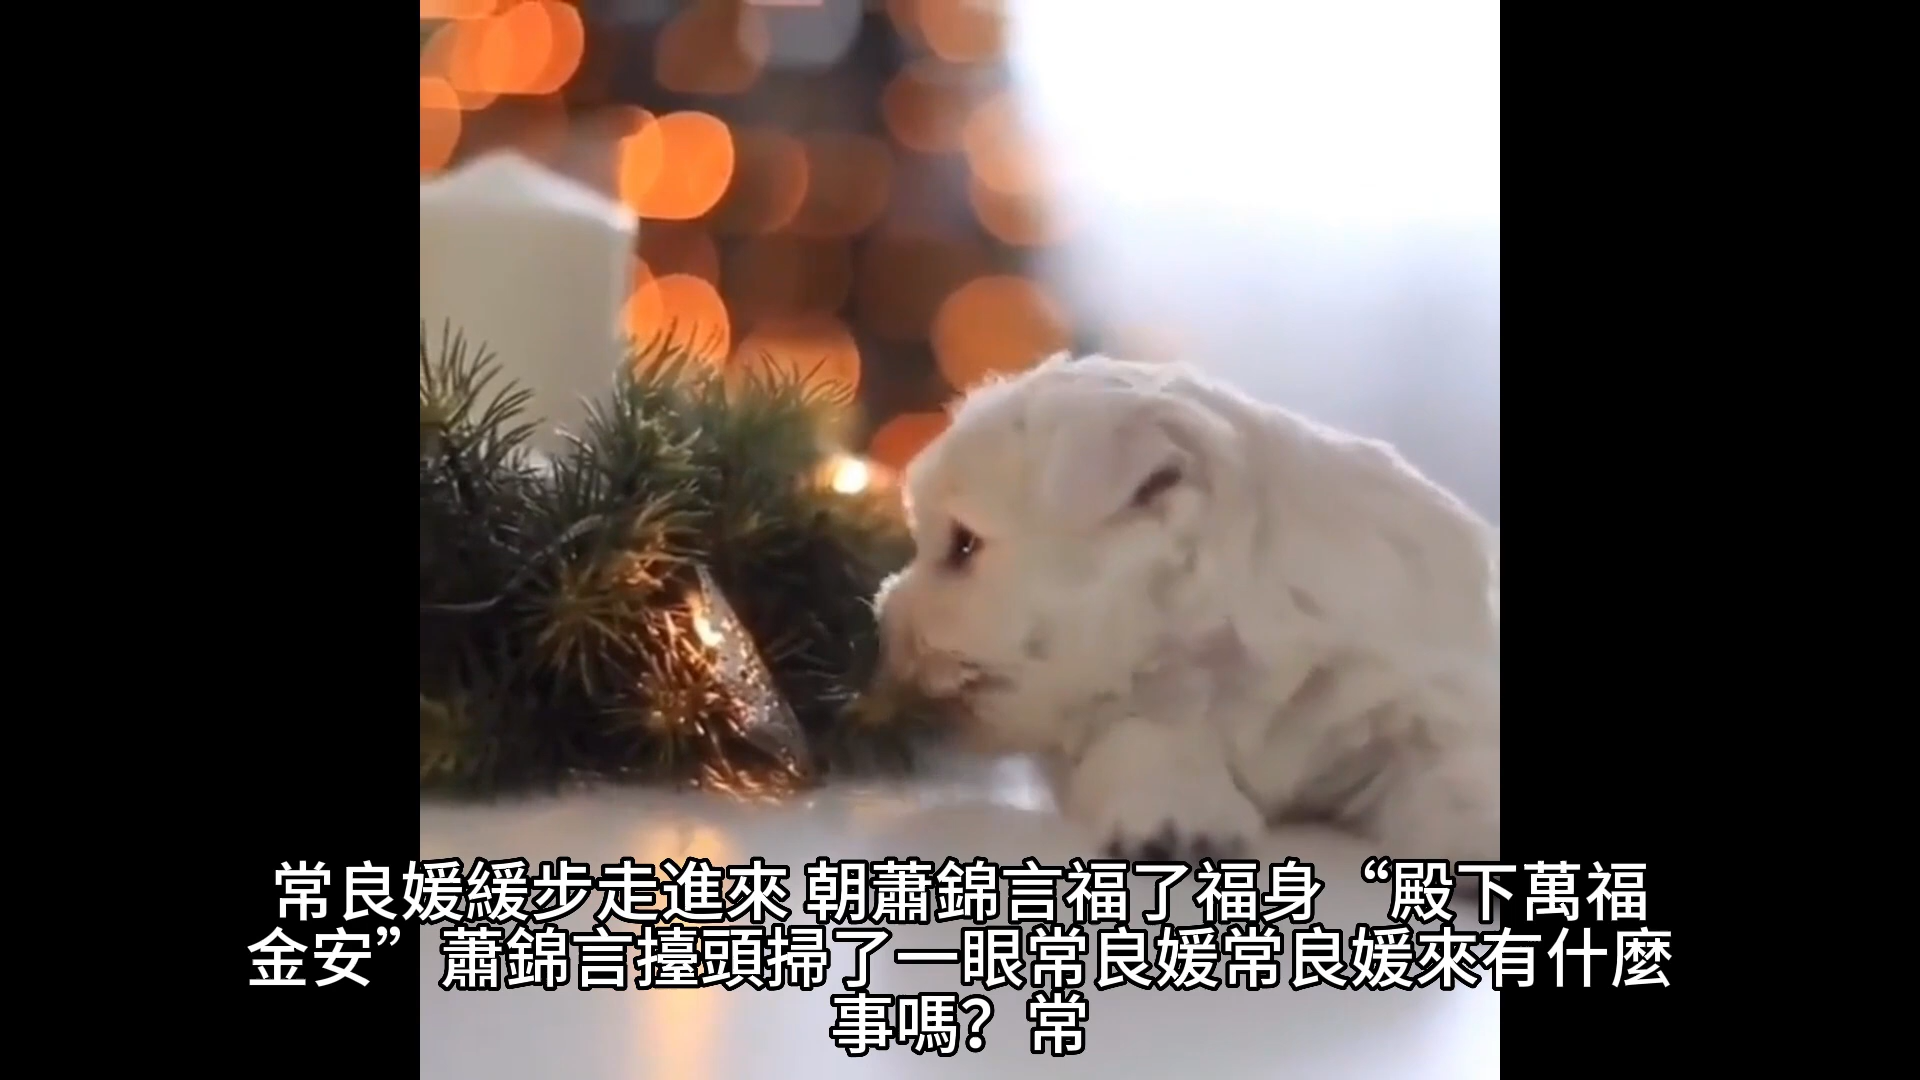 常良媛緩步走進來 朝蕭錦言福了福身“殿下萬福
金安” 蕭錦言擡頭掃了一眼常良媛常良媛來有什麼
事嗎？常